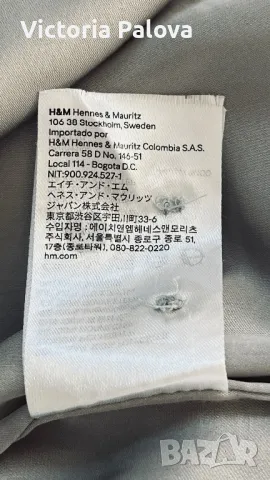 Victoria Palova
H&M Hennes & Mauritz
106 38 Stockholm, Sweden
Importado por
H&M Hennes & Mauritz Colombia S.A.S.
Carrera 58 D No. 146-51
Local 114 - Bogota D.C.
NIT:900.924.527-1
エイチ・アンド・エム
ヘネス・アンド・マウリッツ
ジャパン株式会社
東京都渋谷区宇田川町33-6
수입자명 : 에이치앤엠헤네스앤모리츠
주식회사, 서울특별시 종로구 종로 51,
17층(종로타워), 080-822-0220
hm.com
BAZAR